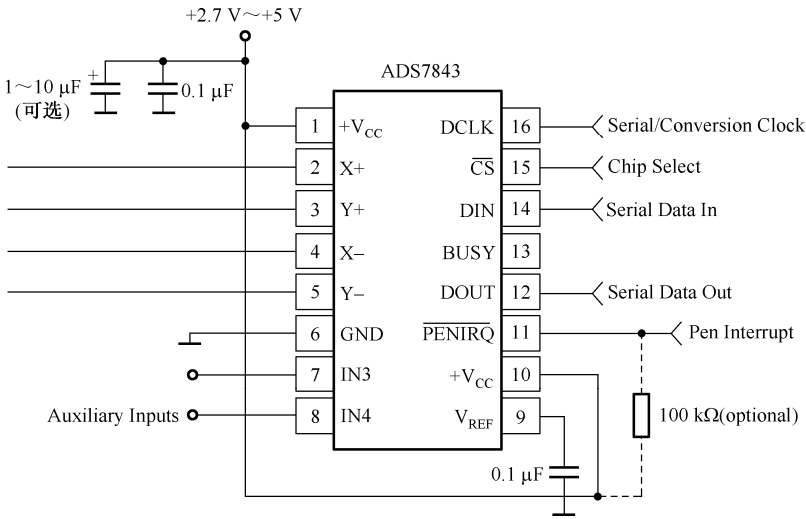 +2.7 V～+5 V
ADS7843
1～10 μF
+
0.1 μF
(可选)
1 +VCC DCLK 16 Serial/Conversion Clock
2 X+ CS 15 Chip Select
3 Y+ DIN 14 Serial Data In
4 X− BUSY 13
5 Y− DOUT 12 Serial Data Out
6 GND PENIRQ 11 Pen Interrupt
7 IN3 +VCC 10
Auxiliary Inputs 8 IN4 VREF 9 100 kΩ(optional)
0.1 μF